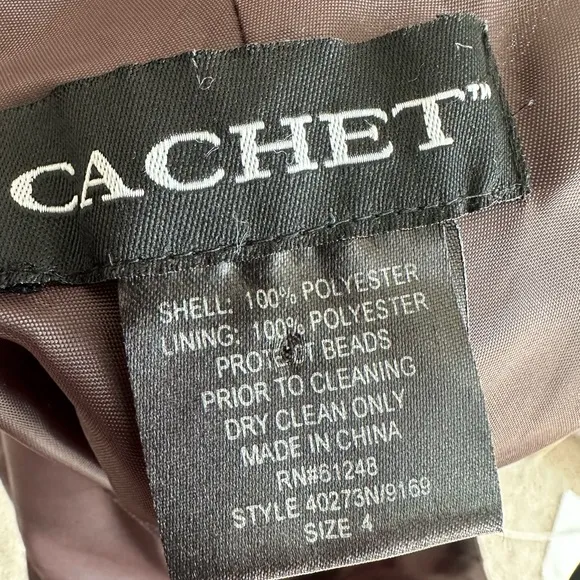 CACHET™
SHELL: 100% POLYESTER
LINING: 100% POLYESTER
PROTECT BEADS
PRIOR TO CLEANING
DRY CLEAN ONLY
MADE IN CHINA
RN#61248
STYLE 40273N/9169
SIZE 4